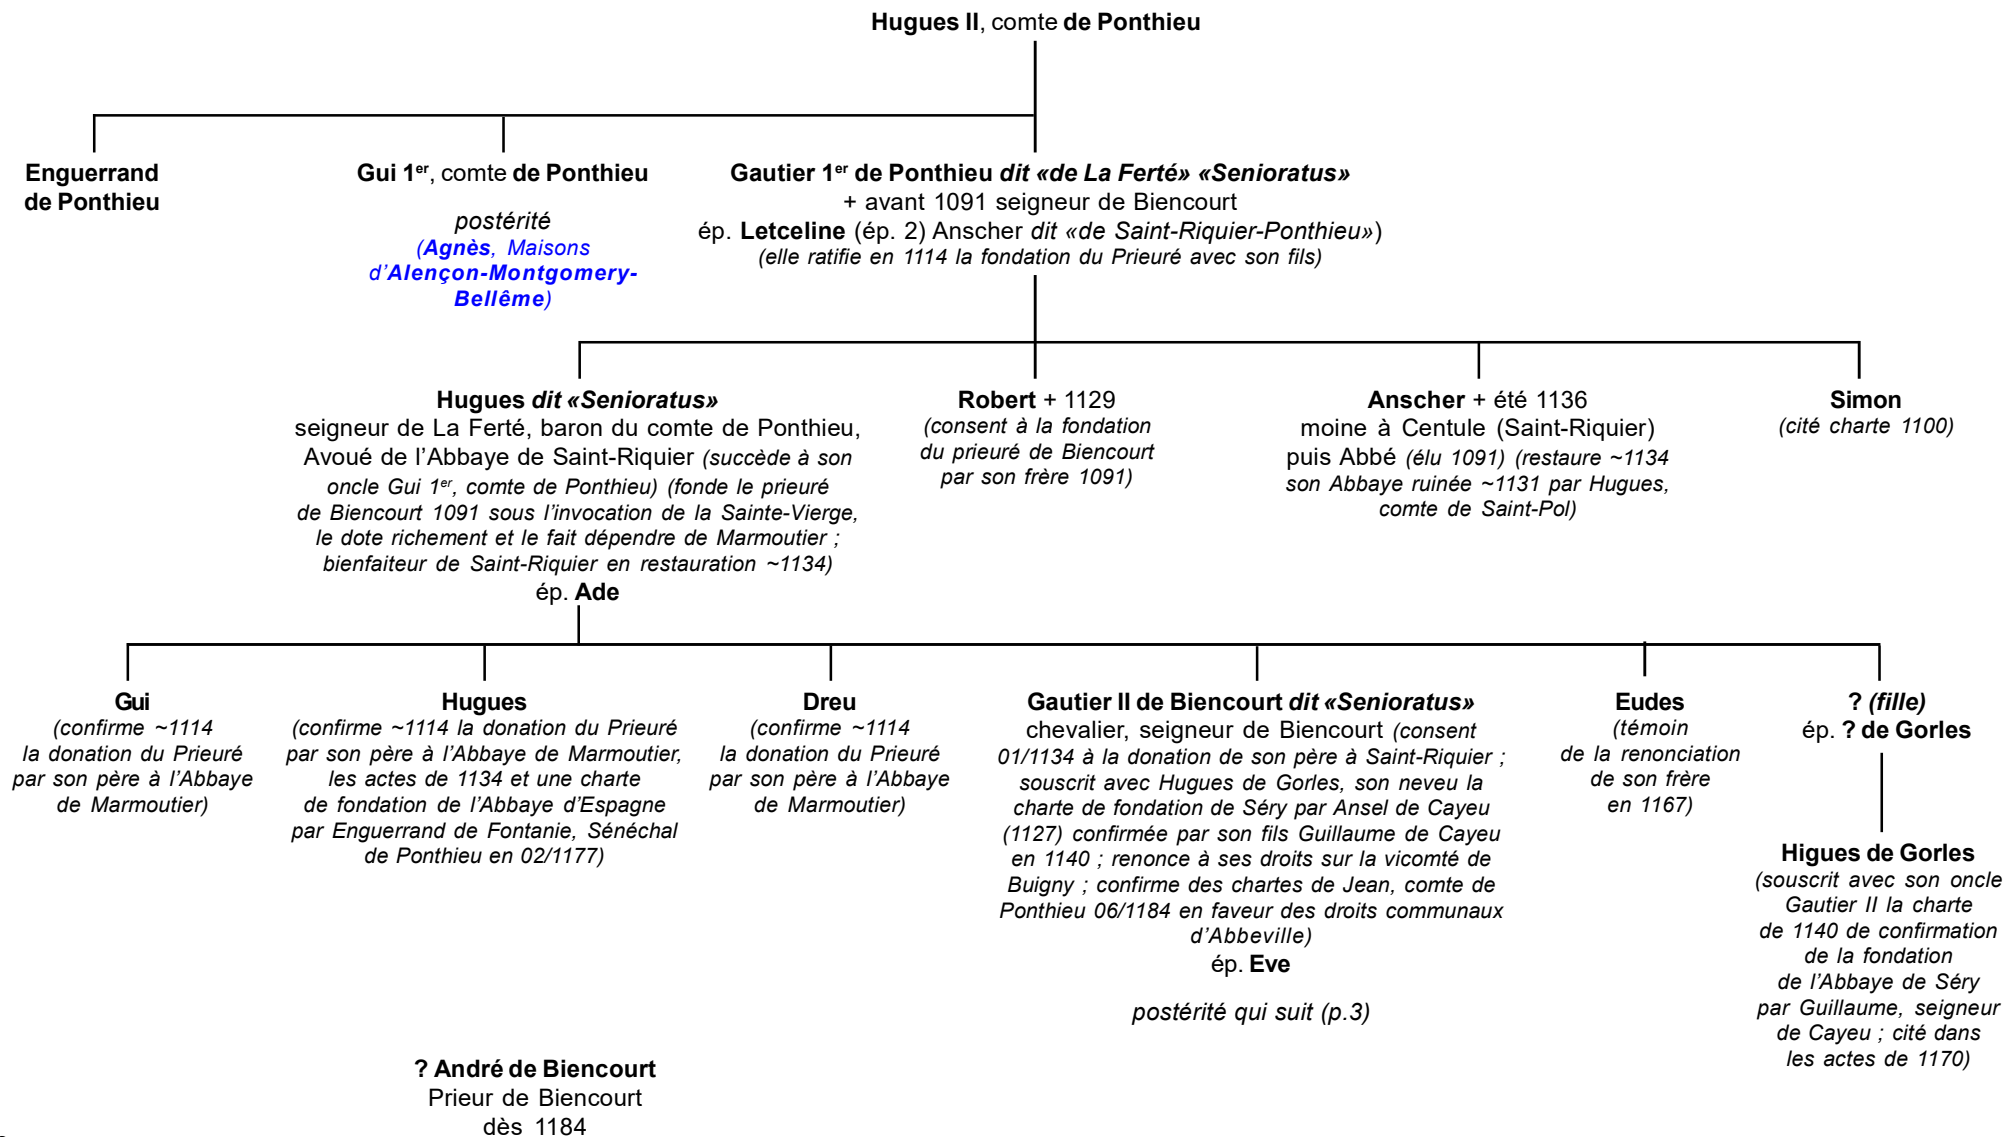 Hugues II, comte de Ponthieu
Enguerrand
de Ponthieu
Gui 1er, comte de Ponthieu
postérité
(Agnès, Maisons
d’Alençon-Montgomery-
Bellême)
Gautier 1er de Ponthieu dit «de La Ferté» «Senioratus»
+ avant 1091 seigneur de Biencourt
ép. Letceline (ép. 2) Anscher dit «de Saint-Riquier-Ponthieu»)
(elle ratifie en 1114 la fondation du Prieuré avec son fils)
Hugues dit «Senioratus»
seigneur de La Ferté, baron du comte de Ponthieu,
Avoué de l’Abbaye de Saint-Riquier (succède à son
oncle Gui 1er, comte de Ponthieu) (fonde le prieuré
de Biencourt 1091 sous l’invocation de la Sainte-Vierge,
le dote richement et le fait dépendre de Marmoutier ;
bienfaiteur de Saint-Riquier en restauration ~1134)
ép. Ade
Robert + 1129
(consent à la fondation
du prieuré de Biencourt
par son frère 1091)
Anscher + été 1136
moine à Centule (Saint-Riquier)
puis Abbé (élu 1091) (restaure ~1134
son Abbaye ruinée ~1131 par Hugues,
comte de Saint-Pol)
Simon
(cité charte 1100)
Gui
(confirme ~1114
la donation du Prieuré
par son père à l’Abbaye
de Marmoutier)
Hugues
(confirme ~1114 la donation du Prieuré
par son père à l’Abbaye de Marmoutier,
les actes de 1134 et une charte
de fondation de l’Abbaye d’Espagne
par Enguerrand de Fontanie, Sénéchal
de Ponthieu en 02/1177)
Dreu
(confirme ~1114
la donation du Prieuré
par son père à l’Abbaye
de Marmoutier)
Gautier II de Biencourt dit «Senioratus»
chevalier, seigneur de Biencourt (consent
01/1134 à la donation de son père à Saint-Riquier ;
souscrit avec Hugues de Gorles, son neveu la
charte de fondation de Séry par Ansel de Cayeu
(1127) confirmée par son fils Guillaume de Cayeu
en 1140 ; renonce à ses droits sur la vicomté de
Buigny ; confirme des chartes de Jean, comte de
Ponthieu 06/1184 en faveur des droits communaux
d’Abbeville)
ép. Eve
postérité qui suit (p.3)
Eudes
(témoin
de la renonciation
de son frère
en 1167)
? (fille)
ép. ? de Gorles
Higues de Gorles
(souscrit avec son oncle
Gautier II la charte
de 1140 de confirmation
de la fondation
de l’Abbaye de Séry
par Guillaume, seigneur
de Cayeu ; cité dans
les actes de 1170)
? André de Biencourt
Prieur de Biencourt
dès 1184